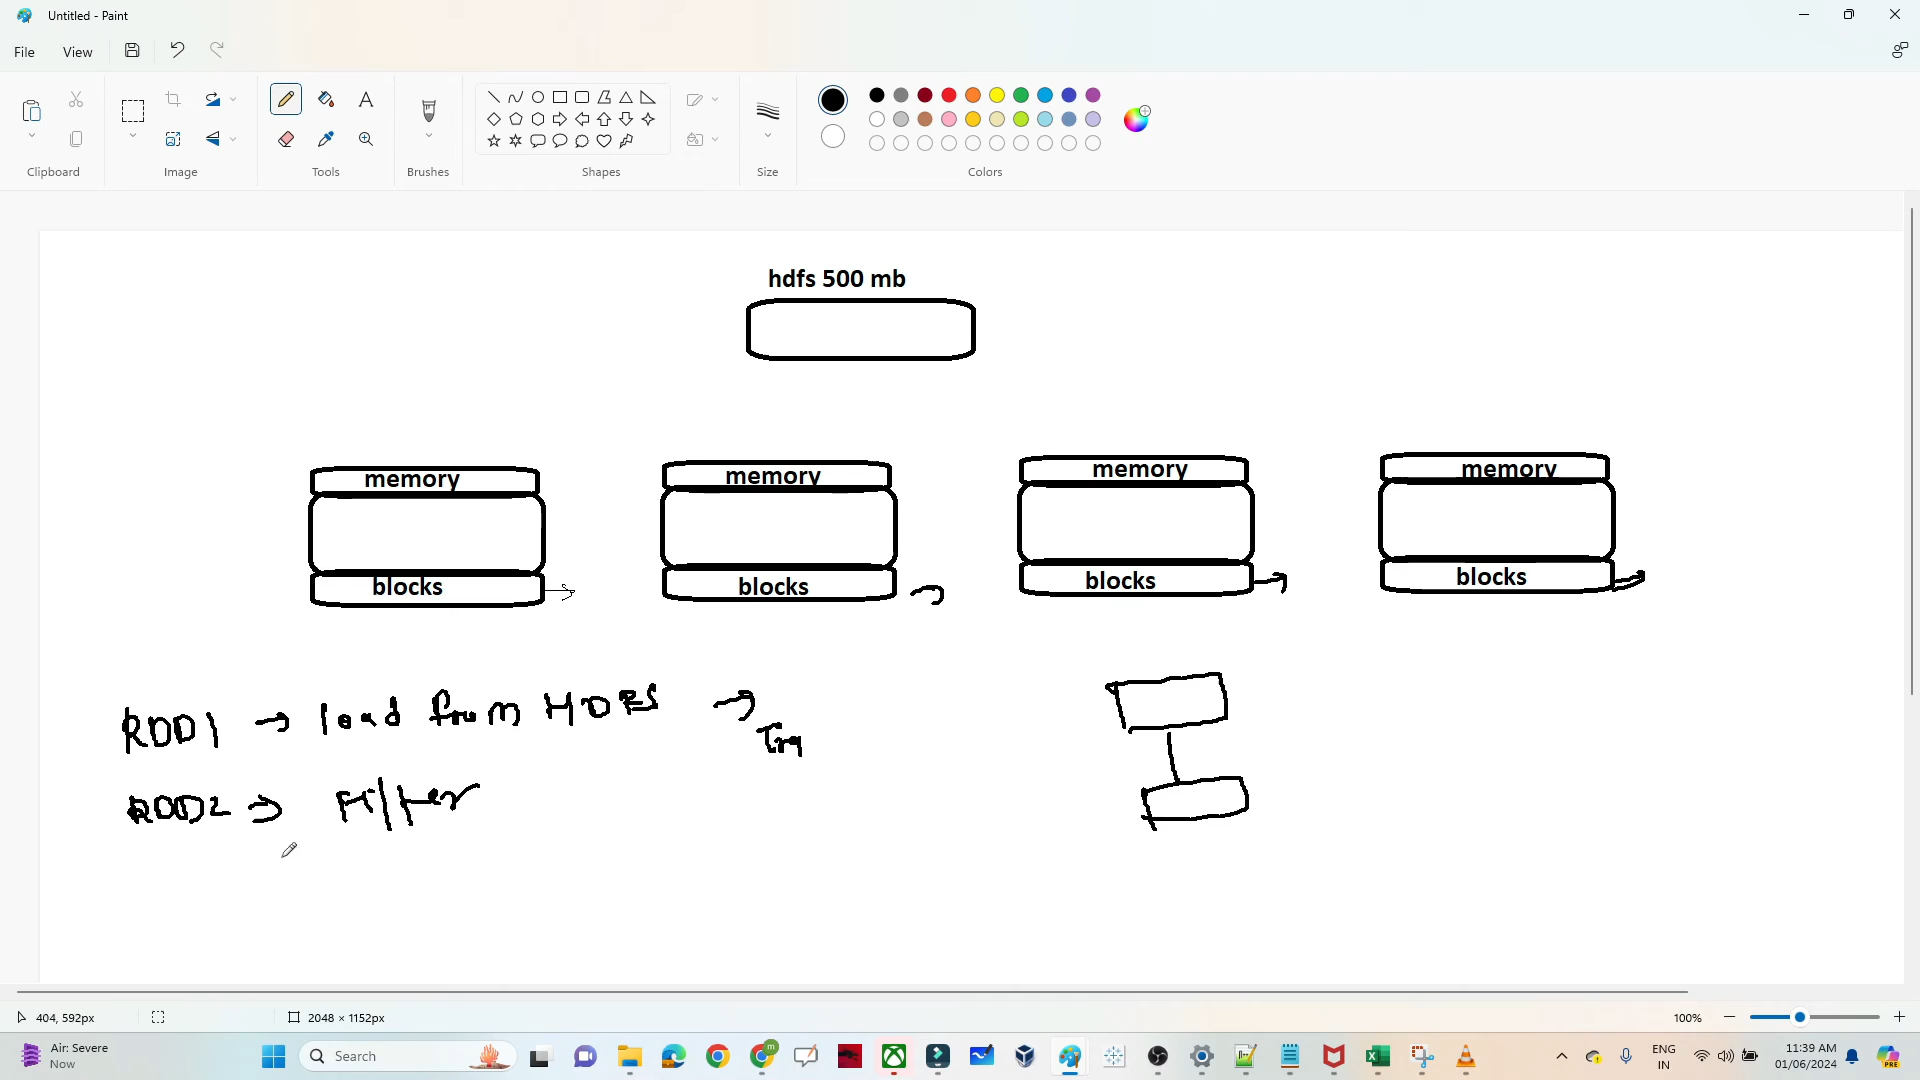 Untitled - Paint
File View
Clipboard Image Tools Brushes Shapes Size Colors
hdfs 500 mb
memory memory memory memory
blocks blocks blocks blocks
RDD1 → load from HDFS →
Tra
RDD2 → Filter
404, 592px 2048 × 1152px 100%
Air: Severe
Now
Search
ENG
IN
11:39 AM
01/06/2024
PRE